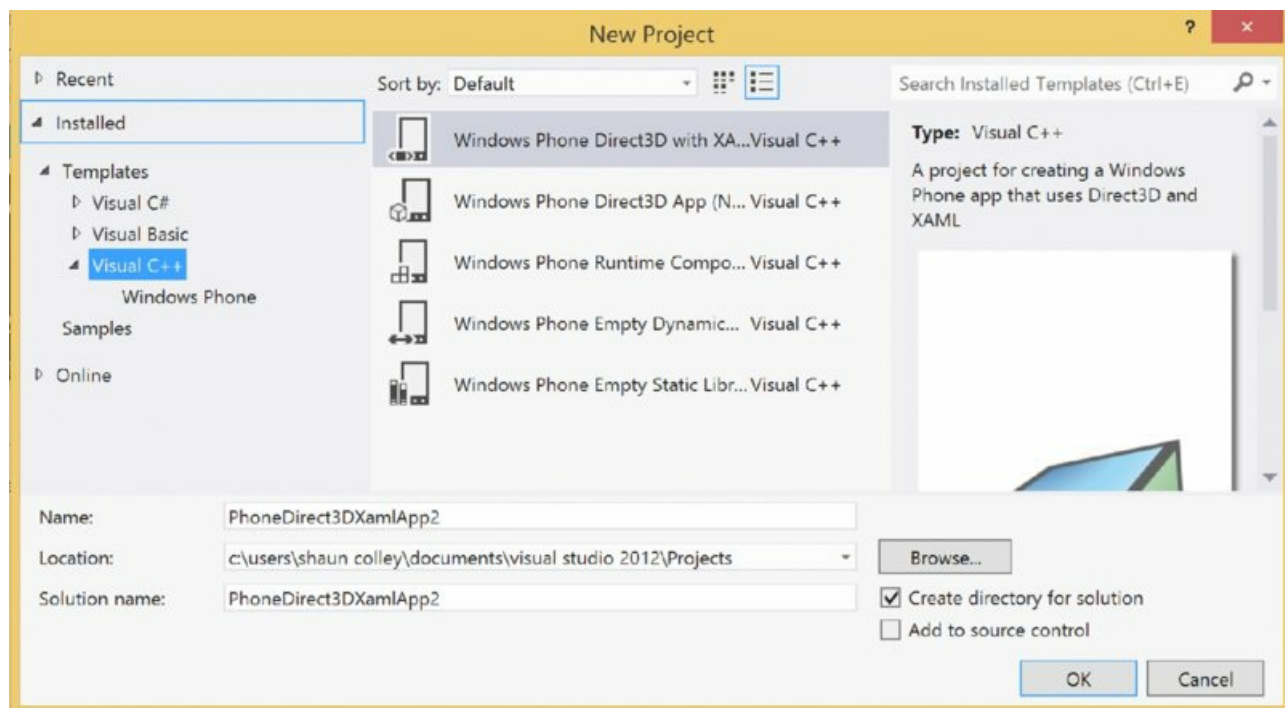 New Project
?
Recent
Installed
Templates
Visual C#
Visual Basic
Visual C++
Windows Phone
Samples
Online
Sort by: Default
Windows Phone Direct3D with XA... Visual C++
Windows Phone Direct3D App (N... Visual C++
Windows Phone Runtime Compo... Visual C++
Windows Phone Empty Dynamic... Visual C++
Windows Phone Empty Static Libr... Visual C++
Search Installed Templates (Ctrl+E)
Type: Visual C++
A project for creating a Windows
Phone app that uses Direct3D and
XAML
Name: PhoneDirect3DXamlApp2
Location: c:\users\shaun colley\documents\visual studio 2012\Projects
Browse...
Solution name: PhoneDirect3DXamlApp2
Create directory for solution
Add to source control
OK Cancel